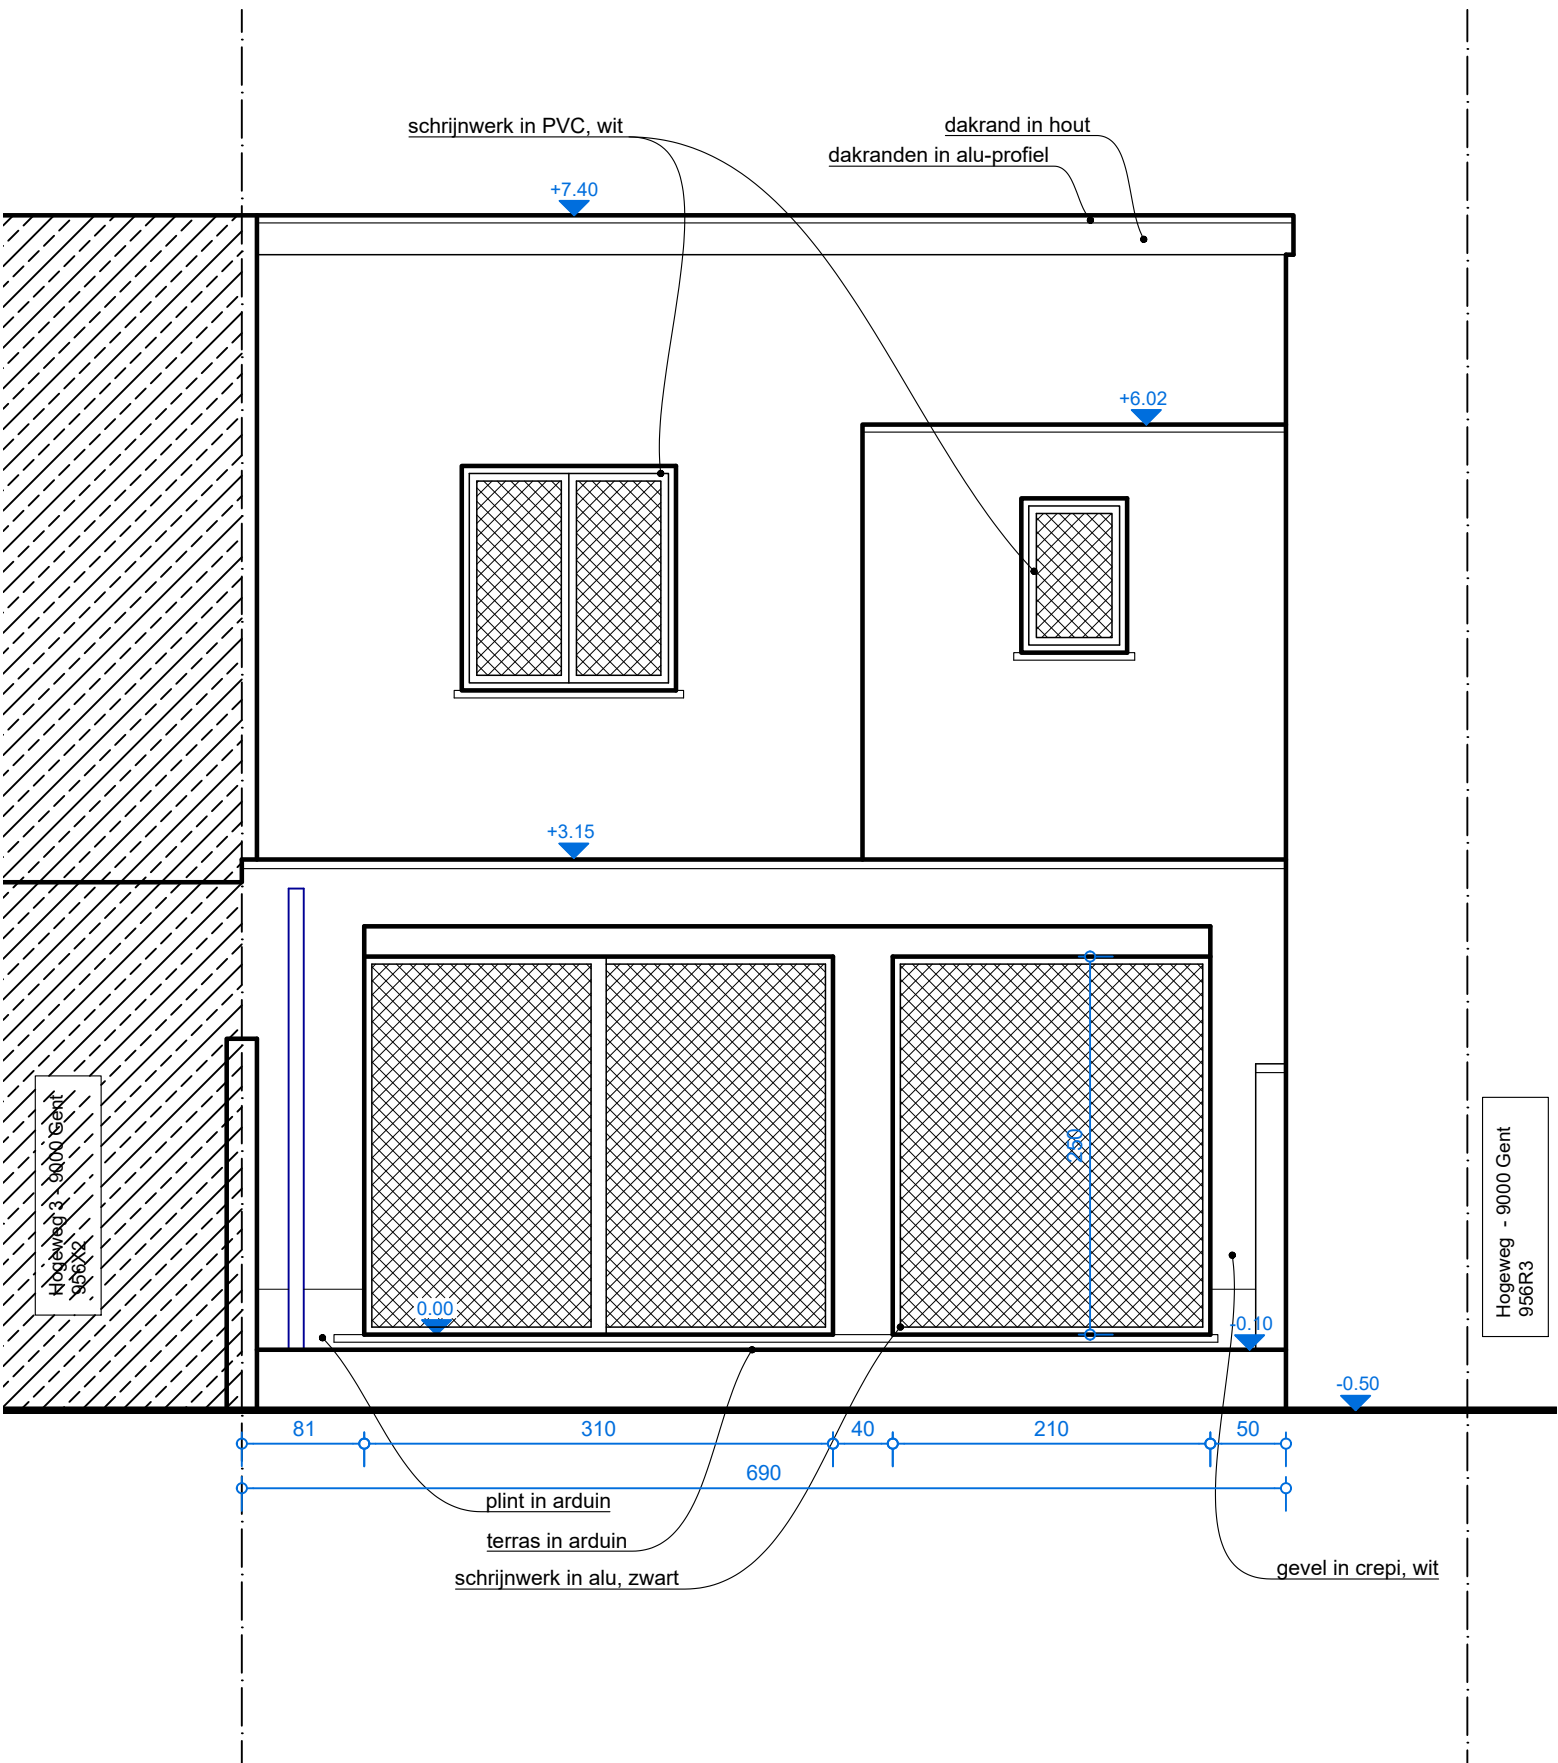 schrijnwerk in PVC, wit
dakrand in hout
dakranden in alu-profiel
+7.40
+6.02
+3.15
250
Hogeweg 3 - 9000 Gent
956X2
Hogeweg - 9000 Gent
956R3
0.00
-0.10
-0.50
81
310
40
210
50
690
plint in arduin
terras in arduin
schrijnwerk in alu, zwart
gevel in crepi, wit